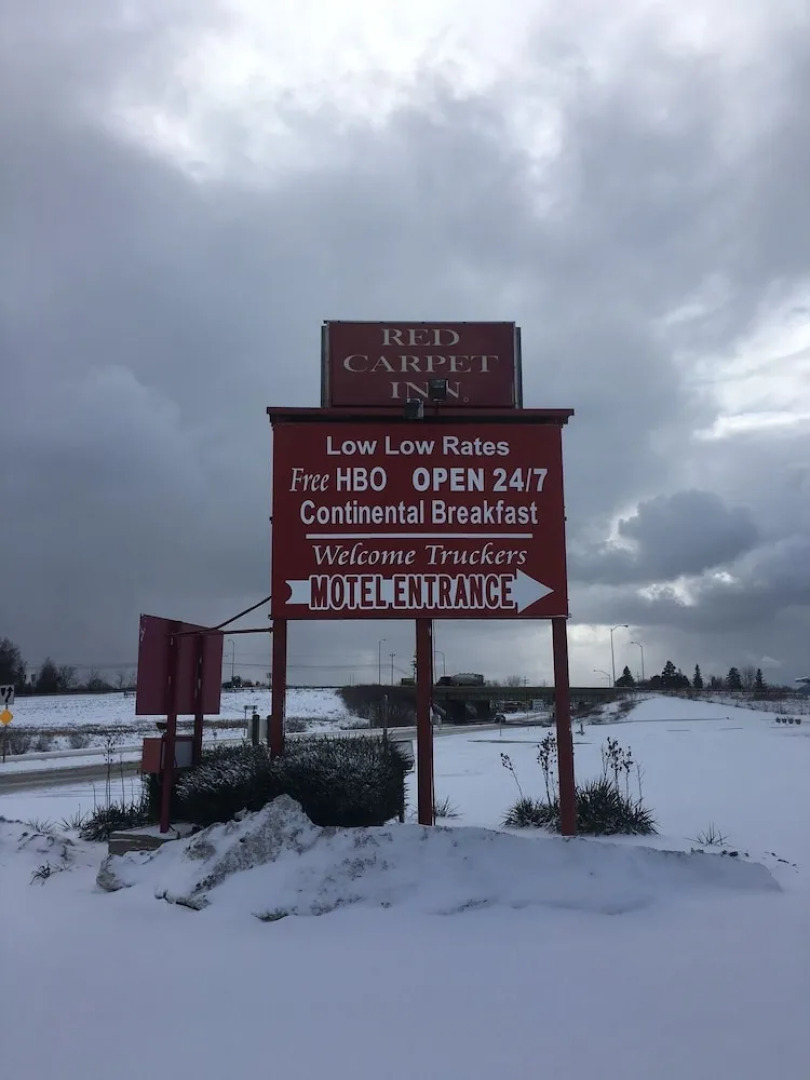 RED
CARPET
INN
Low Low Rates
Free HBO OPEN 24/7
Continental Breakfast
Welcome Truckers
MOTEL ENTRANCE